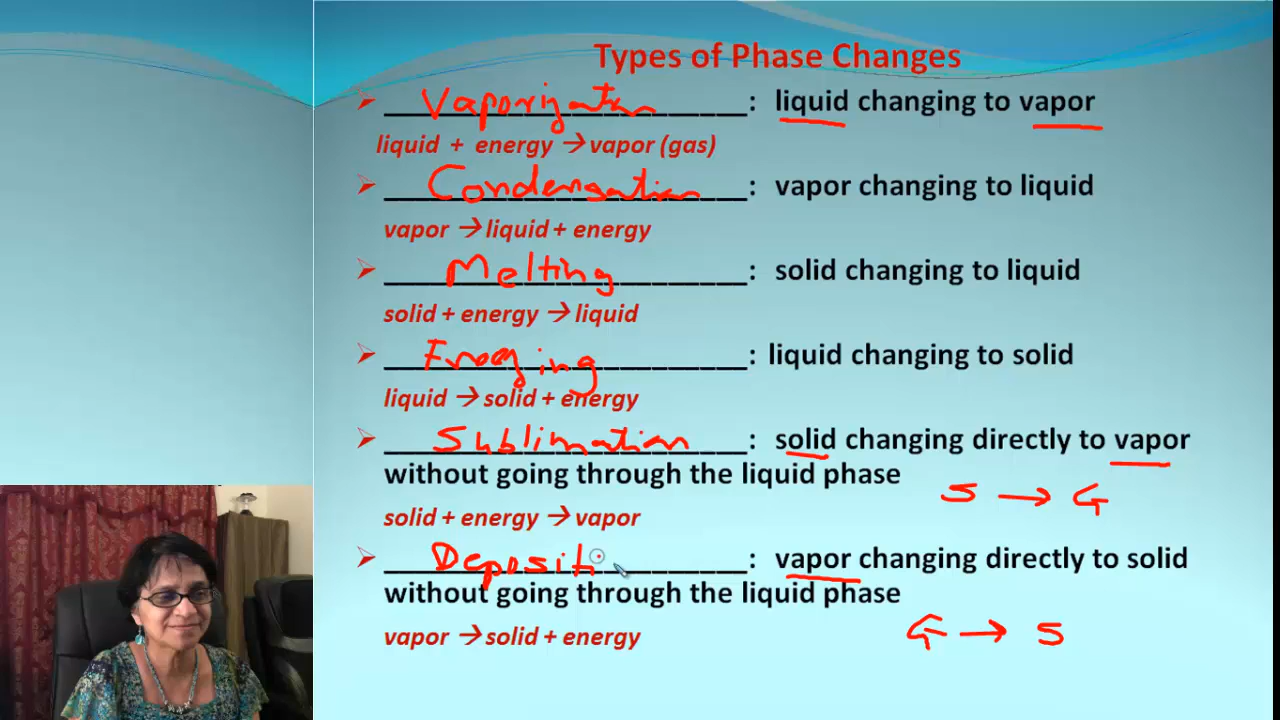 Types of Phase Changes
Vaporization : liquid changing to vapor
liquid + energy → vapor (gas)
Condensation : vapor changing to liquid
vapor → liquid + energy
Melting : solid changing to liquid
solid + energy → liquid
Freezing : liquid changing to solid
liquid → solid + energy
Sublimation : solid changing directly to vapor
without going through the liquid phase
S → G
solid + energy → vapor
Deposit : vapor changing directly to solid
without going through the liquid phase
G → S
vapor → solid + energy